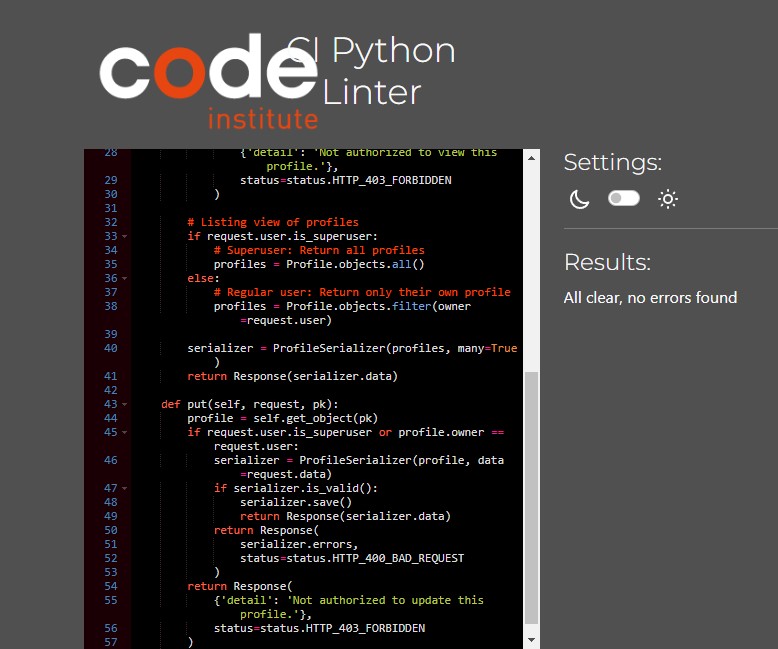 code
institute
CI Python
Linter
28 {'detail': 'Not authorized to view this
profile.'},
29 status=status.HTTP_403_FORBIDDEN
30 )
31
32 # Listing view of profiles
33 if request.user.is_superuser:
34 # Superuser: Return all profiles
35 profiles = Profile.objects.all()
36 else:
37 # Regular user: Return only their own profile
38 profiles = Profile.objects.filter(owner
=request.user)
39
40 serializer = ProfileSerializer(profiles, many=True
)
41 return Response(serializer.data)
42
43 def put(self, request, pk):
44 profile = self.get_object(pk)
45 if request.user.is_superuser or profile.owner ==
request.user:
46 serializer = ProfileSerializer(profile, data
=request.data)
47 if serializer.is_valid():
48 serializer.save()
49 return Response(serializer.data)
50 return Response(
51 serializer.errors,
52 status=status.HTTP_400_BAD_REQUEST
53 )
54 return Response(
55 {'detail': 'Not authorized to update this
profile.'},
56 status=status.HTTP_403_FORBIDDEN
57 )
Settings:
Results:
All clear, no errors found